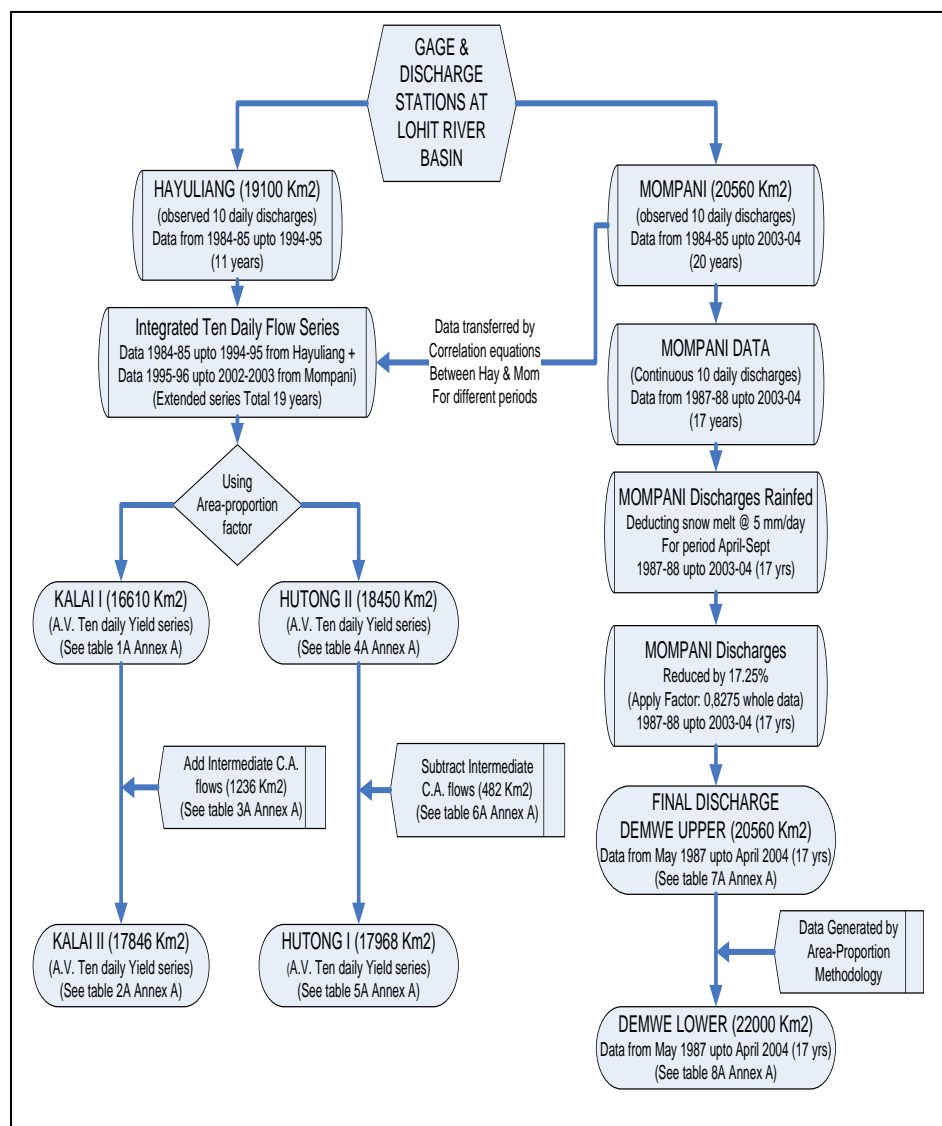 GAGE &
DISCHARGE
STATIONS AT
LOHIT RIVER
BASIN
HAYULIANG (19100 Km2)
(observed 10 daily discharges)
Data from 1984-85 upto 1994-95
(11 years)
MOMPANI (20560 Km2)
(observed 10 daily discharges)
Data from 1984-85 upto 2003-04
(20 years)
Integrated Ten Daily Flow Series
Data 1984-85 upto 1994-95 from Hayuliang +
Data 1995-96 upto 2002-2003 from Mompani)
(Extended series Total 19 years)
Data transferred by
Correlation equations
Between Hay & Mom
For different periods
MOMPANI DATA
(Continuous 10 daily discharges)
Data from 1987-88 upto 2003-04
(17 years)
Using
Area-proportion
factor
MOMPANI Discharges Rainfed
Deducting snow melt @ 5 mm/day
For period April-Sept
1987-88 upto 2003-04 (17 yrs)
KALAI I (16610 Km2)
(A.V. Ten daily Yield series)
(See table 1A Annex A)
HUTONG II (18450 Km2)
(A.V. Ten daily Yield series)
(See table 4A Annex A)
MOMPANI Discharges
Reduced by 17.25%
(Apply Factor: 0,8275 whole data)
1987-88 upto 2003-04 (17 yrs)
Add Intermediate C.A.
flows (1236 Km2)
(See table 3A Annex A)
Subtract Intermediate
C.A. flows (482 Km2)
(See table 6A Annex A)
FINAL DISCHARGE
DEMWE UPPER (20560 Km2)
Data from May 1987 upto April 2004 (17 yrs)
(See table 7A Annex A)
KALAI II (17846 Km2)
(A.V. Ten daily Yield series)
(See table 2A Annex A)
HUTONG I (17968 Km2)
(A.V. Ten daily Yield series)
(See table 5A Annex A)
Data Generated by
Area-Proportion
Methodology
DEMWE LOWER (22000 Km2)
Data from May 1987 upto April 2004 (17 yrs)
(See table 8A Annex A)